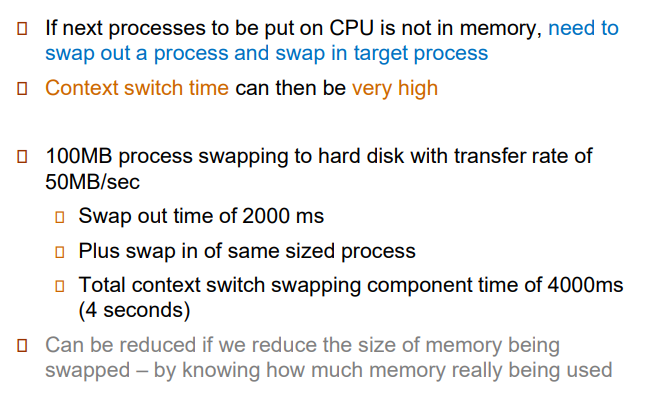 If next processes to be put on CPU is not in memory, need to
swap out a process and swap in target process
Context switch time can then be very high
100MB process swapping to hard disk with transfer rate of
50MB/sec
Swap out time of 2000 ms
Plus swap in of same sized process
Total context switch swapping component time of 4000ms
(4 seconds)
Can be reduced if we reduce the size of memory being
swapped – by knowing how much memory really being used